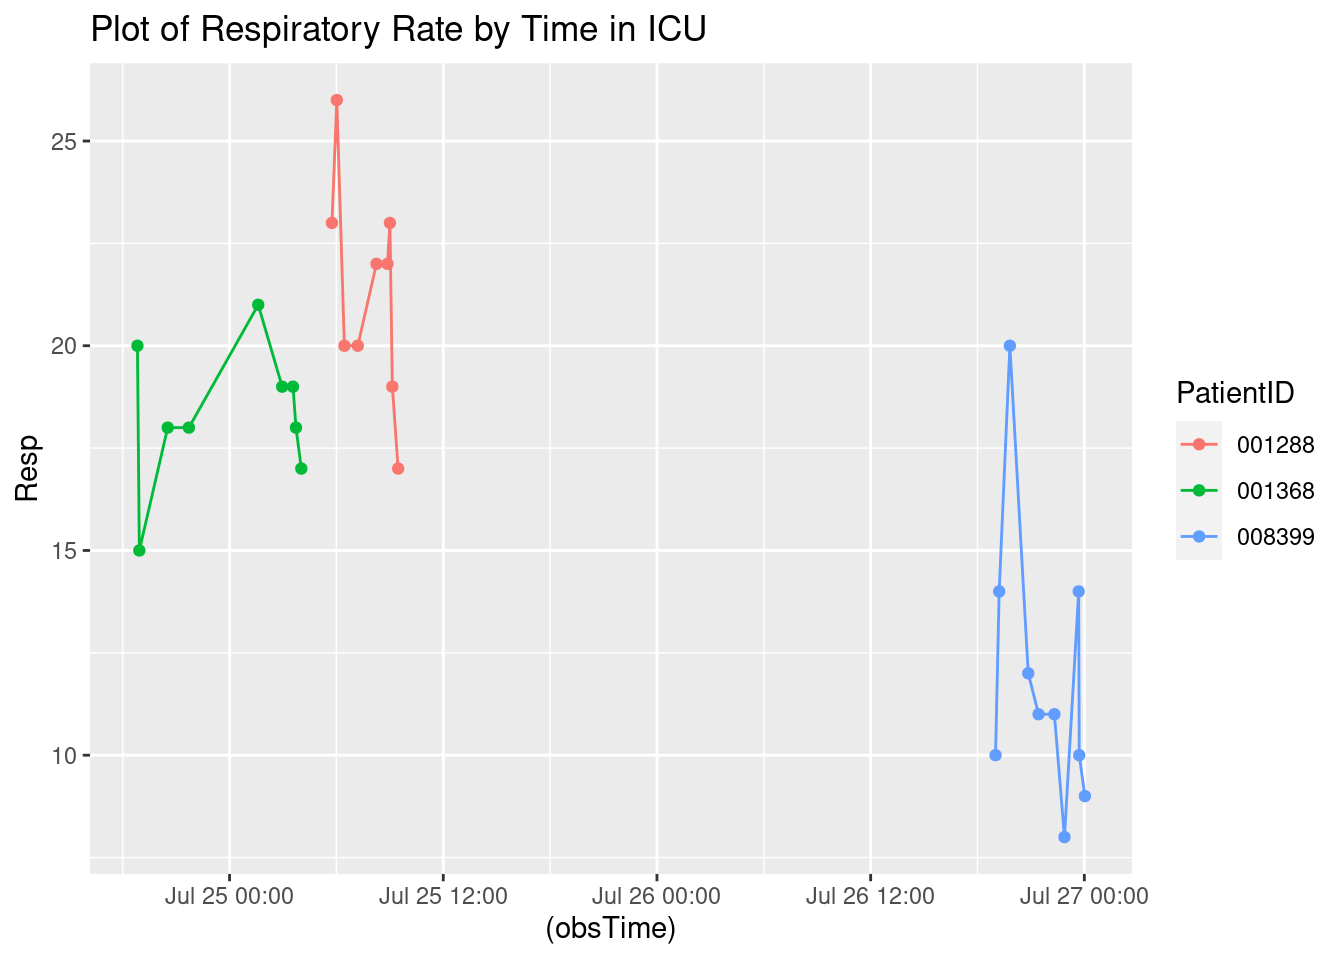 Plot of Respiratory Rate by Time in ICU
25
20
15
10
Resp
Jul 25 00:00 Jul 25 12:00 Jul 26 00:00 Jul 26 12:00 Jul 27 00:00
(obsTime)
PatientID
001288
001368
008399